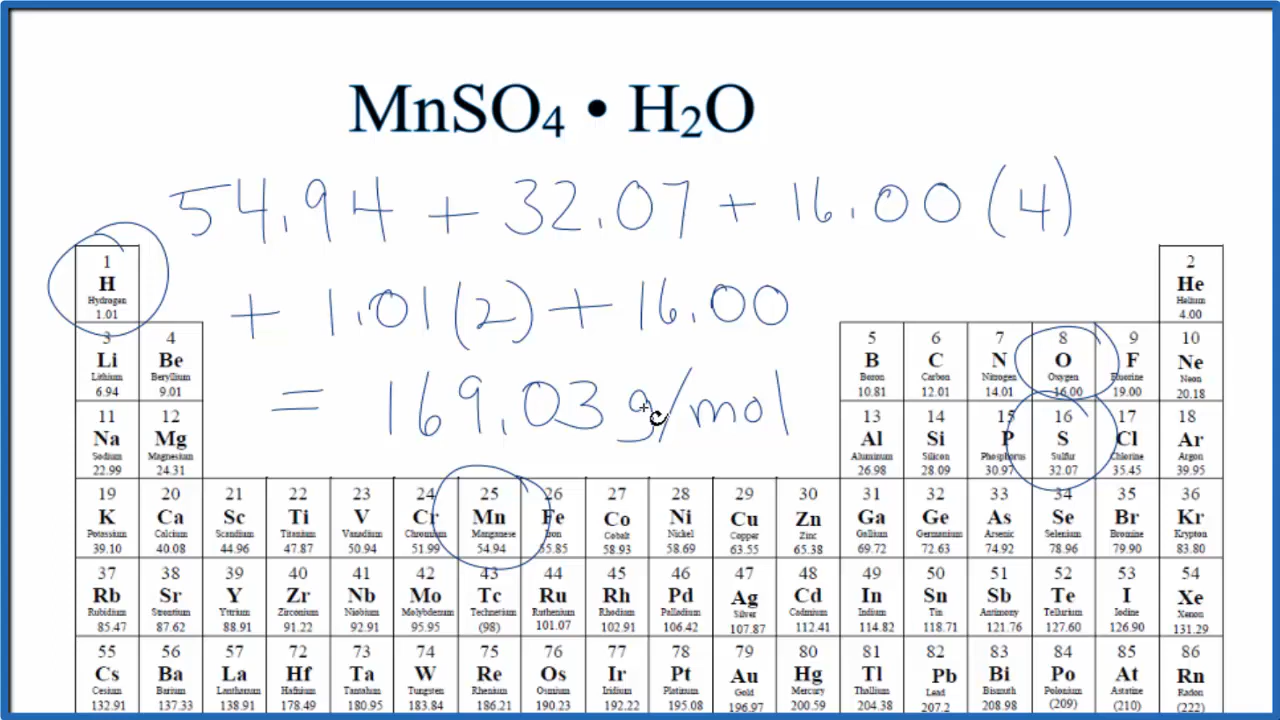 MnSO4 • H2O
54.94 + 32.07 + 16.00 (4)
+ 1.01 (2) + 16.00
= 169.03 g/mol
1 2
H He
Hydrogen Helium
1.01 4.00
3 4 5 6 7 8 9 10
Li Be B C N O F Ne
Lithium Beryllium Boron Carbon Nitrogen Oxygen Fluorine Neon
6.94 9.01 10.81 12.01 14.01 16.00 19.00 20.18
11 12 13 14 15 16 17 18
Na Mg Al Si P S Cl Ar
Sodium Magnesium Aluminum Silicon Phosphorus Sulfur Chlorine Argon
22.99 24.31 26.98 28.09 30.97 32.07 35.45 39.95
19 20 21 22 23 24 25 26 27 28 29 30 31 32 33 34 35 36
K Ca Sc Ti V Cr Mn Fe Co Ni Cu Zn Ga Ge As Se Br Kr
Potassium Calcium Scandium Titanium Vanadium Chromium Manganese Iron Cobalt Nickel Copper Zinc Gallium Germanium Arsenic Selenium Bromine Krypton
39.10 40.08 44.96 47.87 50.94 51.99 54.94 55.85 58.93 58.69 63.55 65.38 69.72 72.63 74.92 78.96 79.90 83.80
37 38 39 40 41 42 43 44 45 46 47 48 49 50 51 52 53 54
Rb Sr Y Zr Nb Mo Tc Ru Rh Pd Ag Cd In Sn Sb Te I Xe
Rubidium Strontium Yttrium Zirconium Niobium Molybdenum Technetium Ruthenium Rhodium Palladium Silver Cadmium Indium Tin Antimony Tellurium Iodine Xenon
85.47 87.62 88.91 91.22 92.91 95.95 (98) 101.07 102.91 106.42 107.87 112.41 114.82 118.71 121.76 127.60 126.90 131.29
55 56 57 72 73 74 75 76 77 78 79 80 81 82 83 84 85 86
Cs Ba La Hf Ta W Re Os Ir Pt Au Hg Tl Pb Bi Po At Rn
Cesium Barium Lanthanum Hafnium Tantalum Tungsten Rhenium Osmium Iridium Platinum Gold Mercury Thallium Lead Bismuth Polonium Astatine Radon
132.91 137.33 138.91 178.49 180.95 183.84 186.21 190.23 192.22 195.08 196.97 200.59 204.38 207.2 208.98 (209) (210) (222)